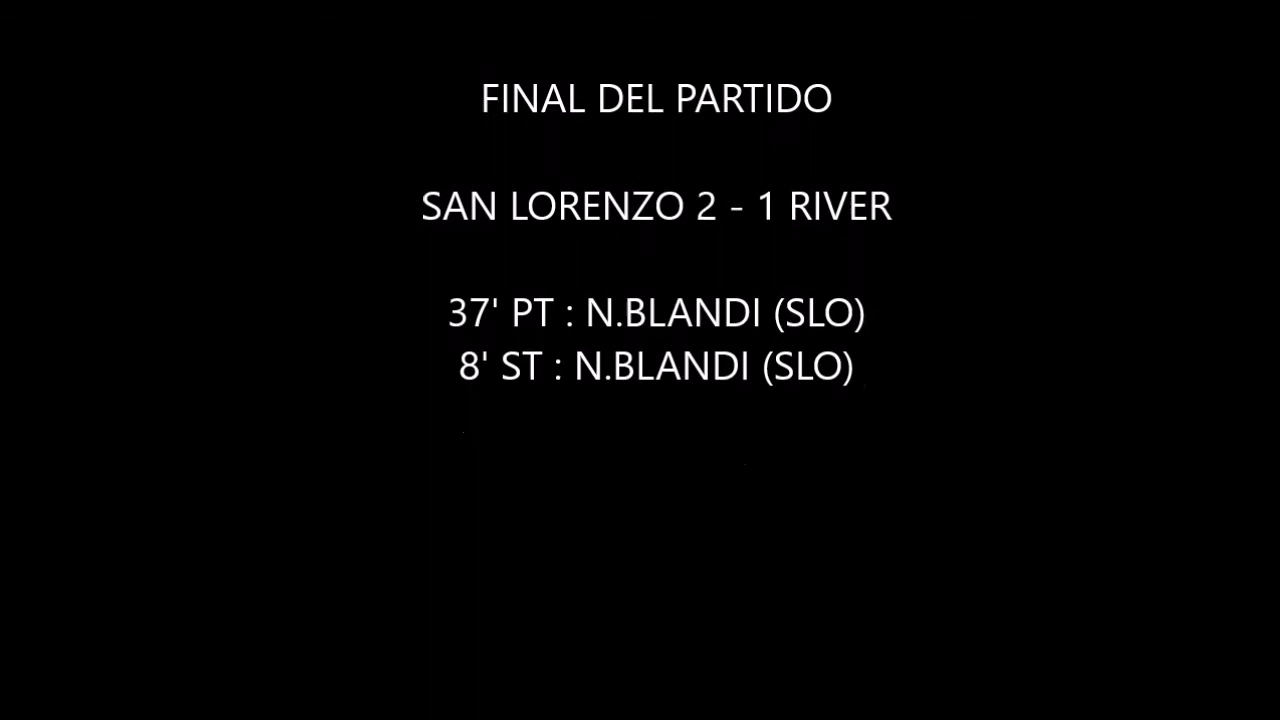 FINAL DEL PARTIDO
SAN LORENZO 2 - 1 RIVER
37' PT : N.BLANDI (SLO)
8' ST : N.BLANDI (SLO)